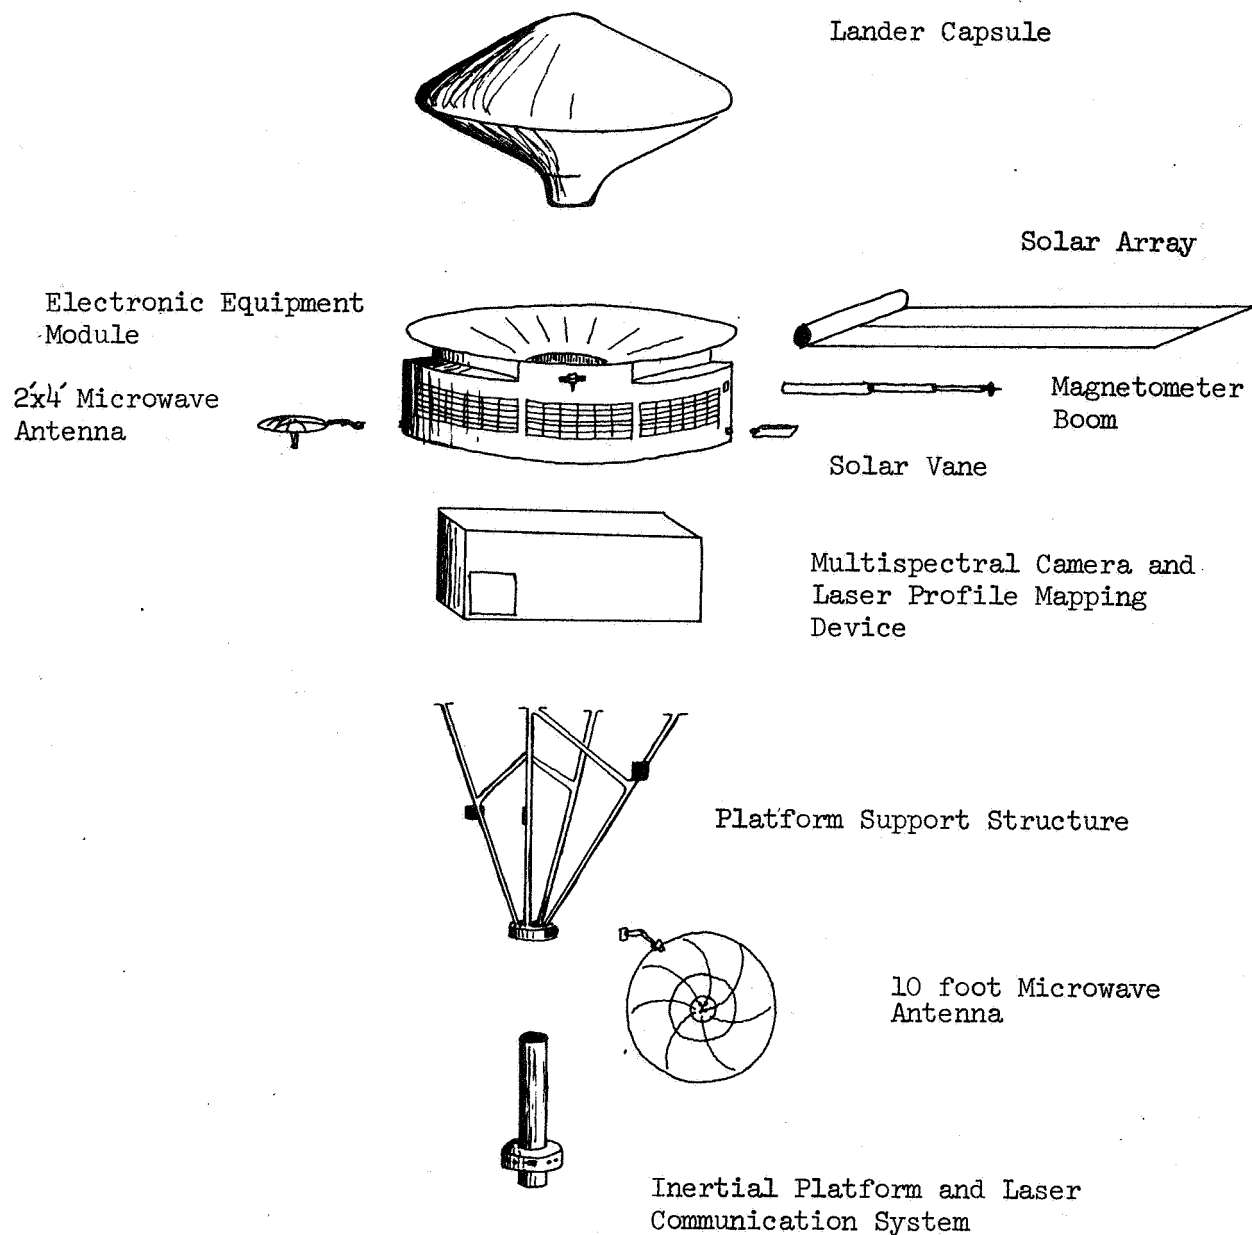 Lander Capsule
Solar Array
Electronic Equipment
Module
2'x4' Microwave
Antenna
Magnetometer
Boom
Solar Vane
Multispectral Camera and
Laser Profile Mapping
Device
Platform Support Structure
10 foot Microwave
Antenna
Inertial Platform and Laser
Communication System